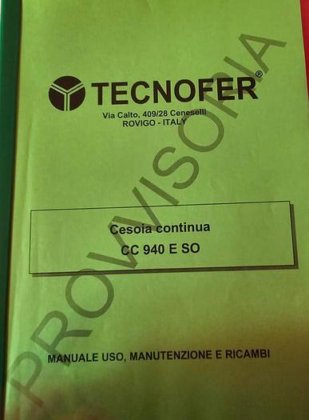 TECNOFER®
Via Calto, 409/28 Ceneselli
ROVIGO - ITALY
PROVVISORIA
Cesoia continua
CC 940 E SO
MANUALE USO, MANUTENZIONE E RICAMBI